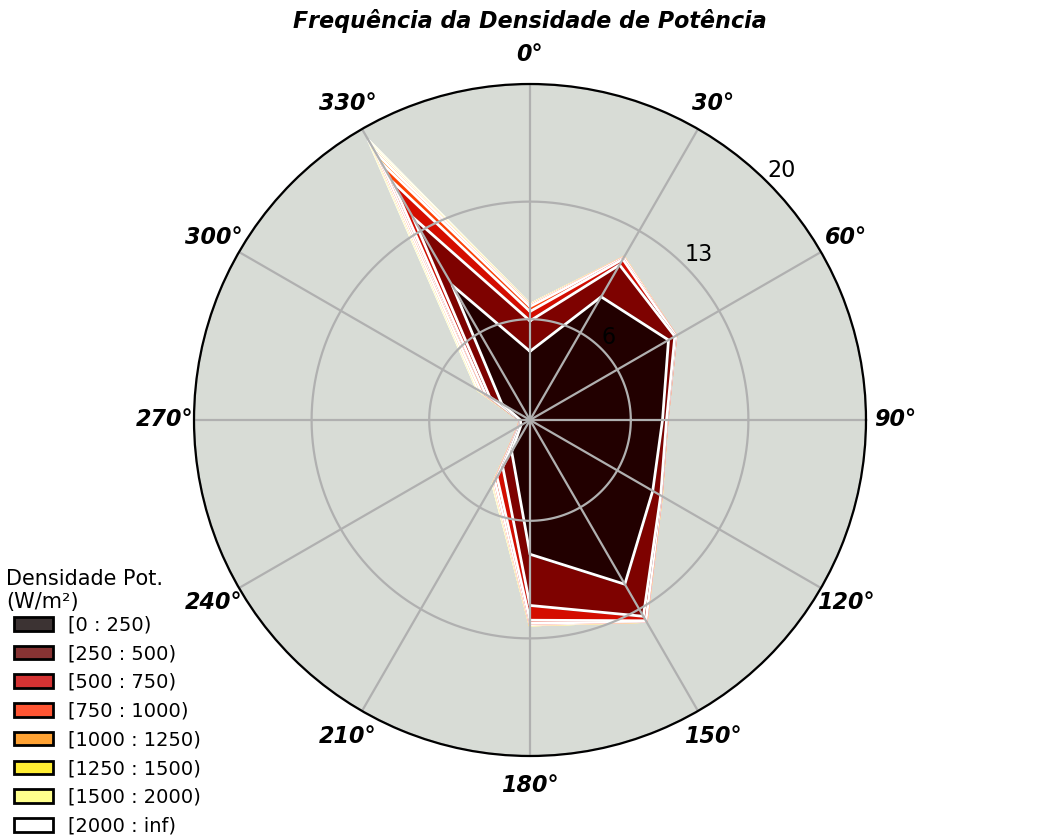 Frequência da Densidade de Potência
0°
330°
30°
20
300°
60°
13
6
270°
90°
240°
120°
210°
150°
180°
Densidade Pot.
(W/m²)
[0 : 250)
[250 : 500)
[500 : 750)
[750 : 1000)
[1000 : 1250)
[1250 : 1500)
[1500 : 2000)
[2000 : inf)